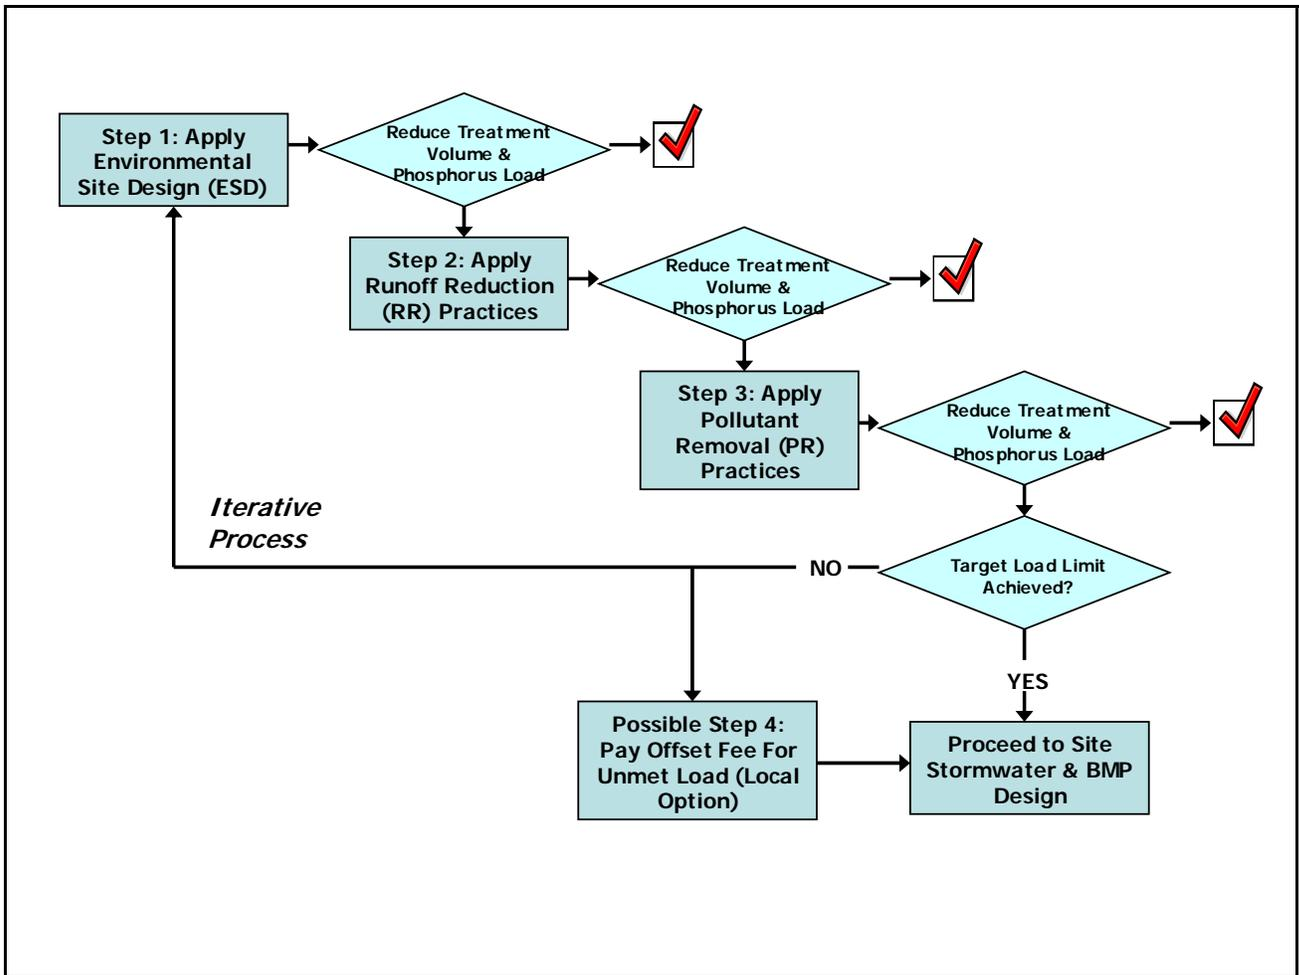 Step 1: Apply
Environmental
Site Design (ESD)
Reduce Treatment
Volume &
Phosphorus Load
Step 2: Apply
Runoff Reduction
(RR) Practices
Reduce Treatment
Volume &
Phosphorus Load
Step 3: Apply
Pollutant
Removal (PR)
Practices
Reduce Treatment
Volume &
Phosphorus Load
Iterative
Process
NO
Target Load Limit
Achieved?
YES
Possible Step 4:
Pay Offset Fee For
Unmet Load (Local
Option)
Proceed to Site
Stormwater & BMP
Design